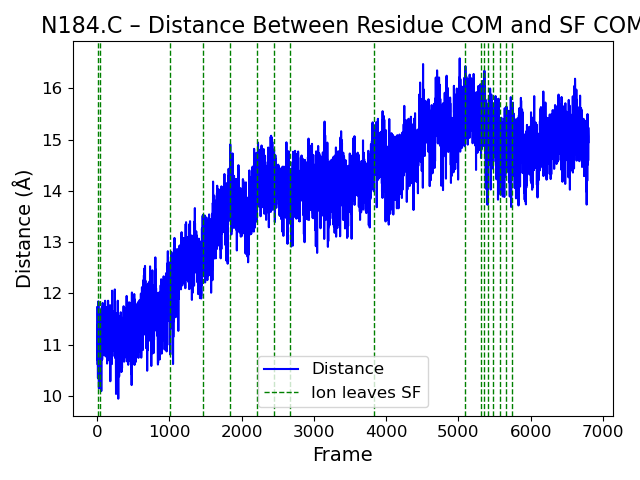 N184.C – Distance Between Residue COM and SF COM
Distance (Å)
16
15
14
13
12
11
10
Distance
Ion leaves SF
0 1000 2000 3000 4000 5000 6000 7000
Frame